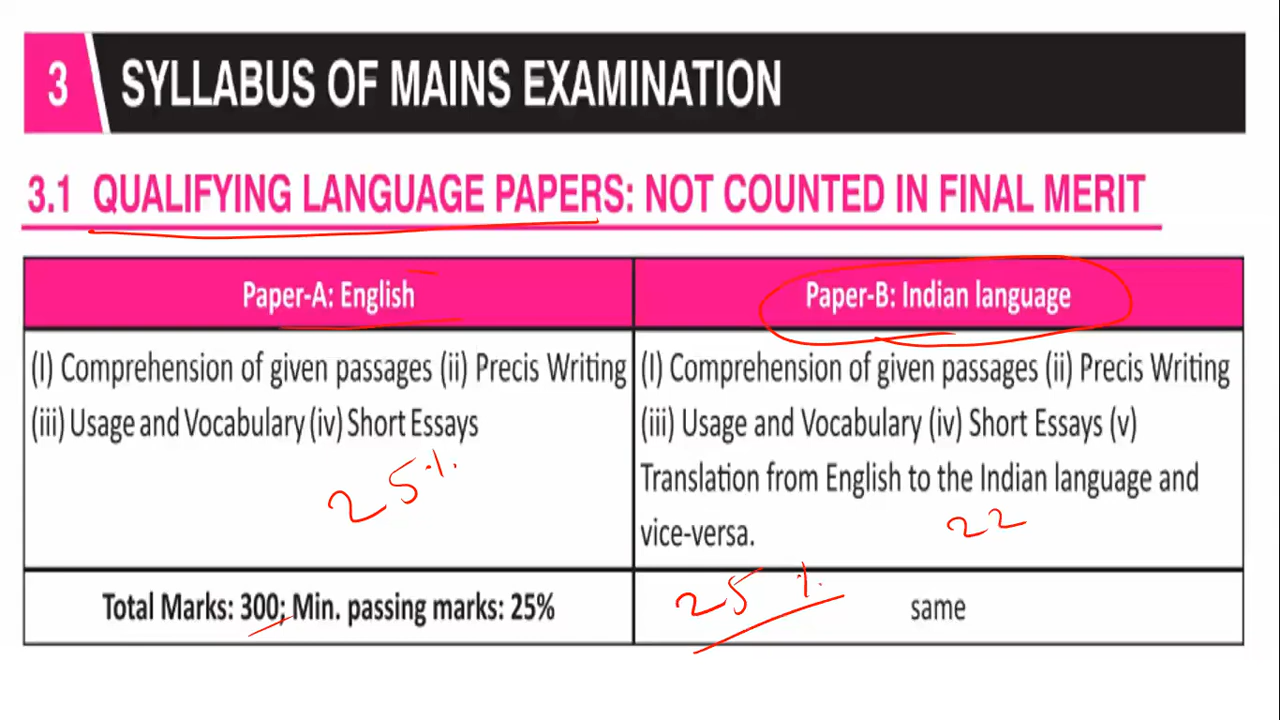 3 SYLLABUS OF MAINS EXAMINATION
3.1 QUALIFYING LANGUAGE PAPERS: NOT COUNTED IN FINAL MERIT
Paper-A: English
Paper-B: Indian language
(I) Comprehension of given passages (ii) Precis Writing
(iii) Usage and Vocabulary (iv) Short Essays
25%
(I) Comprehension of given passages (ii) Precis Writing
(iii) Usage and Vocabulary (iv) Short Essays (v)
Translation from English to the Indian language and
vice-versa.
22
Total Marks: 300; Min. passing marks: 25%
25%
same